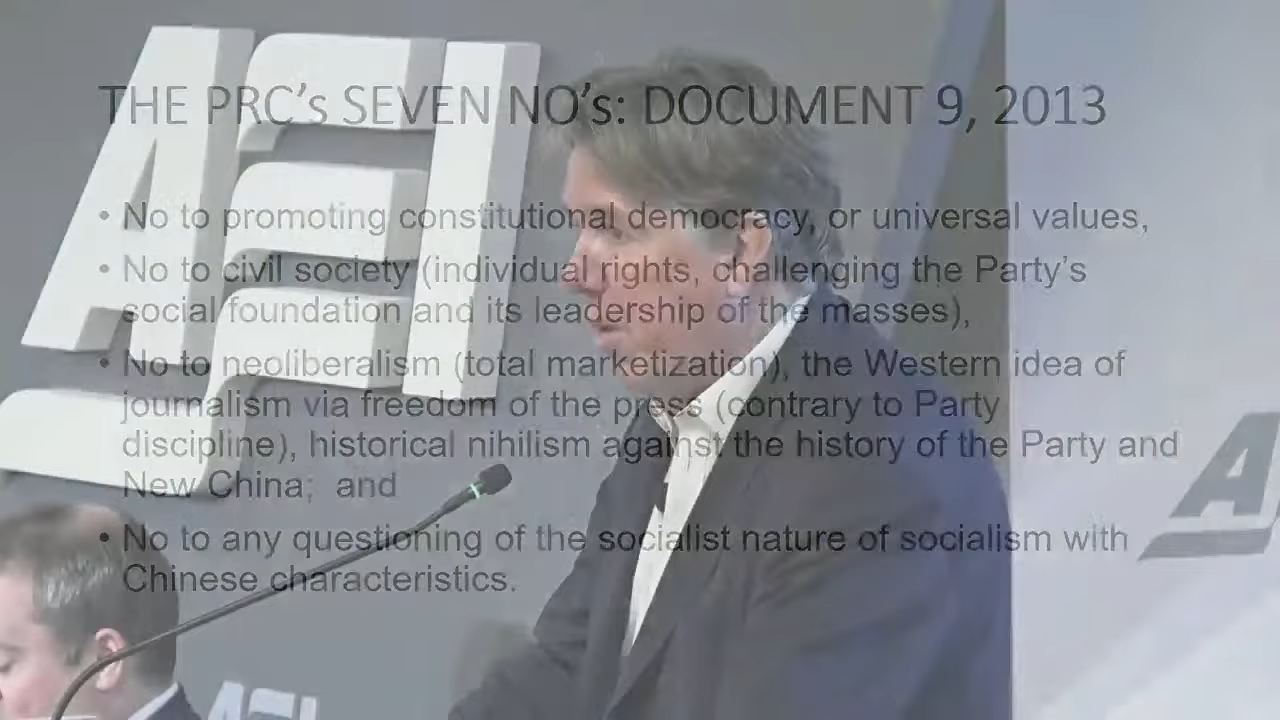 AEI
THE PRC's SEVEN NO's: DOCUMENT 9, 2013
• No to promoting constitutional democracy, or universal values,
• No to civil society (individual rights, challenging the Party's
social foundation and its leadership of the masses),
• No to neoliberalism (total marketization), the Western idea of
journalism via freedom of the press (contrary to Party
discipline), historical nihilism against the history of the Party and
New China;  and
• No to any questioning of the socialist nature of socialism with
Chinese characteristics.
A
AEI